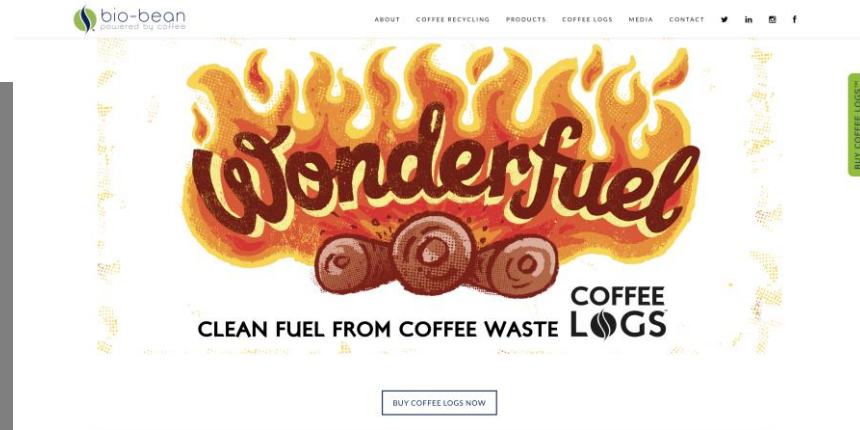 bio-bean
powered by coffee
ABOUT COFFEE RECYCLING PRODUCTS COFFEE LOGS MEDIA CONTACT
Wonderfuel
CLEAN FUEL FROM COFFEE WASTE
COFFEE
LOGS
BUY COFFEE LOGS NOW
BUY COFFEE LOGS™